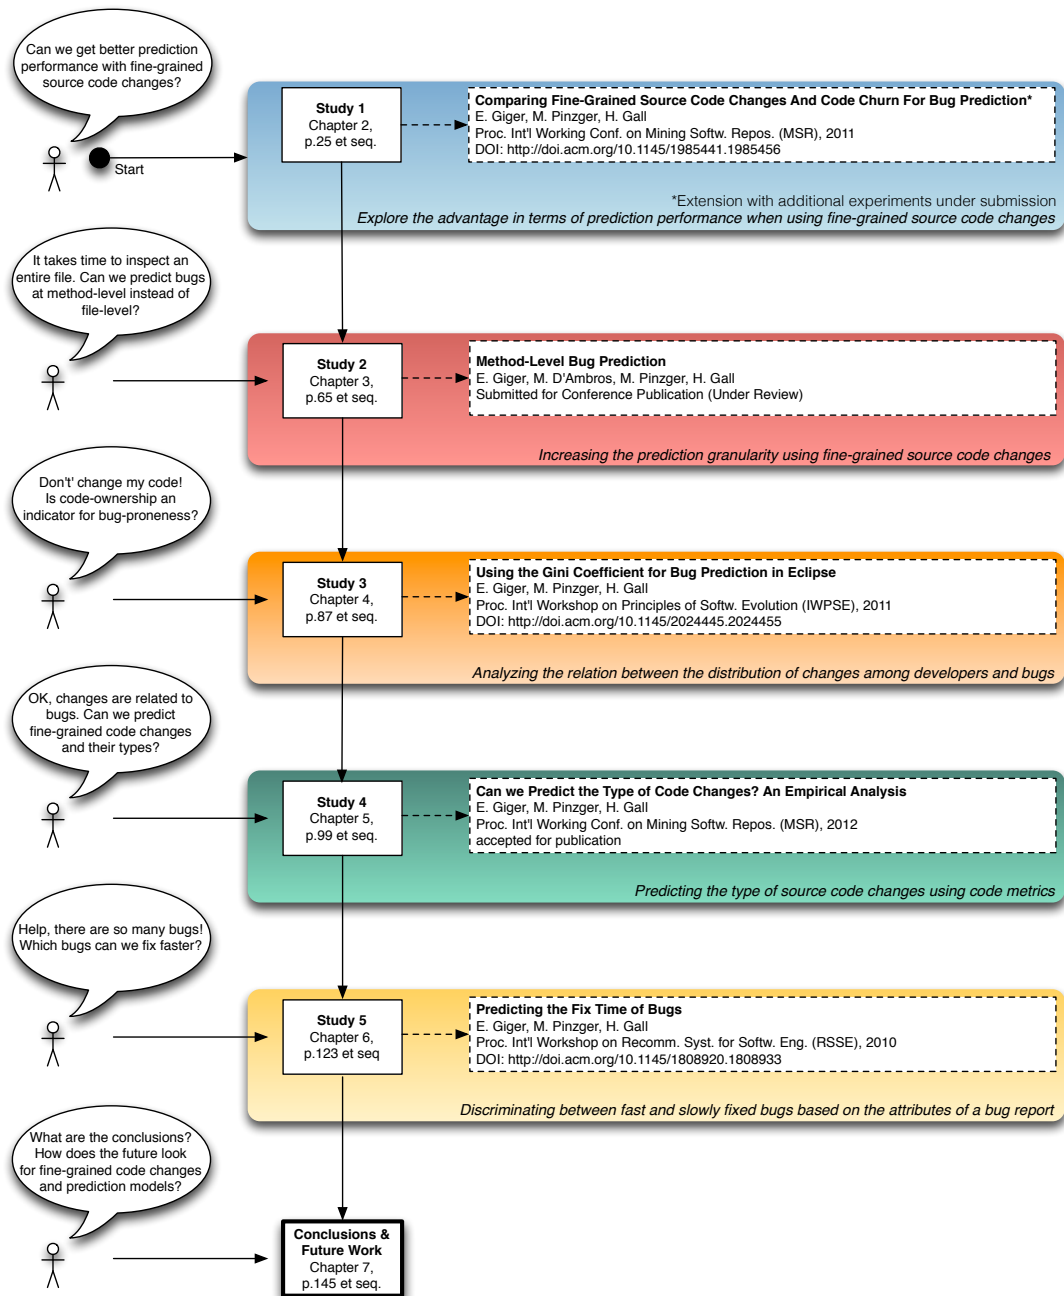 Can we get better prediction
performance with fine-grained
source code changes?
Start
Study 1
Chapter 2,
p.25 et seq.
Comparing Fine-Grained Source Code Changes And Code Churn For Bug Prediction*
E. Giger, M. Pinzger, H. Gall
Proc. Int'l Working Conf. on Mining Softw. Repos. (MSR), 2011
DOI: http://doi.acm.org/10.1145/1985441.1985456
*Extension with additional experiments under submission
Explore the advantage in terms of prediction performance when using fine-grained source code changes
It takes time to inspect an
entire file. Can we predict bugs
at method-level instead of
file-level?
Study 2
Chapter 3,
p.65 et seq.
Method-Level Bug Prediction
E. Giger, M. D'Ambros, M. Pinzger, H. Gall
Submitted for Conference Publication (Under Review)
Increasing the prediction granularity using fine-grained source code changes
Don't' change my code!
Is code-ownership an
indicator for bug-proneness?
Study 3
Chapter 4,
p.87 et seq.
Using the Gini Coefficient for Bug Prediction in Eclipse
E. Giger, M. Pinzger, H. Gall
Proc. Int'l Workshop on Principles of Softw. Evolution (IWPSE), 2011
DOI: http://doi.acm.org/10.1145/2024445.2024455
Analyzing the relation between the distribution of changes among developers and bugs
OK, changes are related to
bugs. Can we predict
fine-grained code changes
and their types?
Study 4
Chapter 5,
p.99 et seq.
Can we Predict the Type of Code Changes? An Empirical Analysis
E. Giger, M. Pinzger, H. Gall
Proc. Int'l Working Conf. on Mining Softw. Repos. (MSR), 2012
accepted for publication
Predicting the type of source code changes using code metrics
Help, there are so many bugs!
Which bugs can we fix faster?
Study 5
Chapter 6,
p.123 et seq
Predicting the Fix Time of Bugs
E. Giger, M. Pinzger, H. Gall
Proc. Int'l Workshop on Recomm. Syst. for Softw. Eng. (RSSE), 2010
DOI: http://doi.acm.org/10.1145/1808920.1808933
Discriminating between fast and slowly fixed bugs based on the attributes of a bug report
What are the conclusions?
How does the future look
for fine-grained code changes
and prediction models?
Conclusions &
Future Work
Chapter 7,
p.145 et seq.